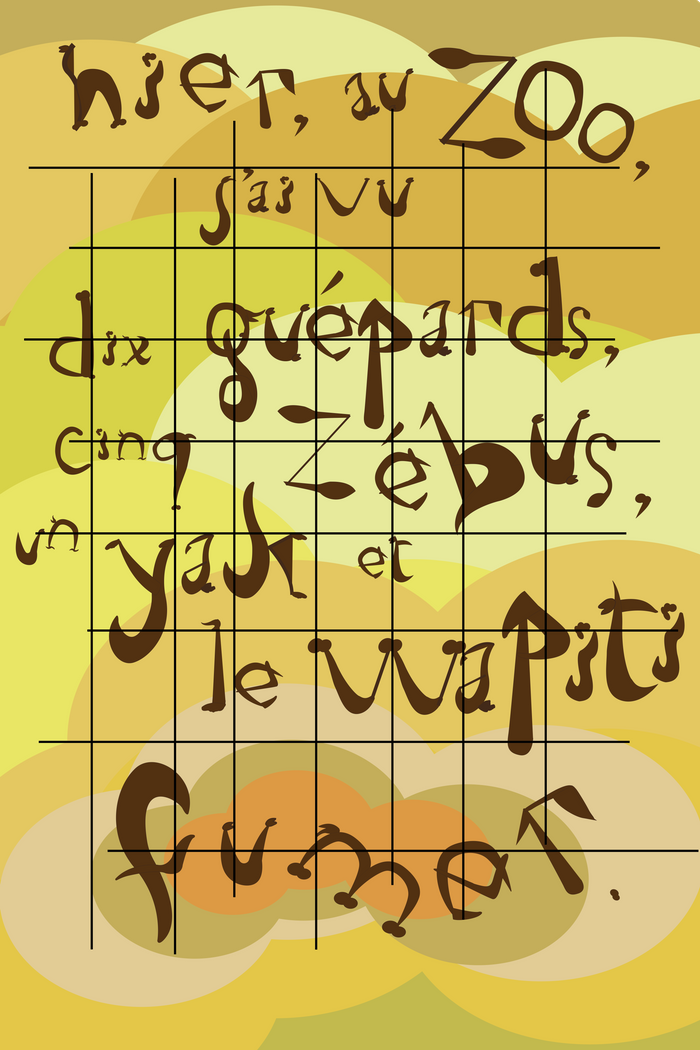 hier, au Zoo,
j'ai vu
dix guépards,
cinq Zébus,
un yak et
le wapiti
fumer.